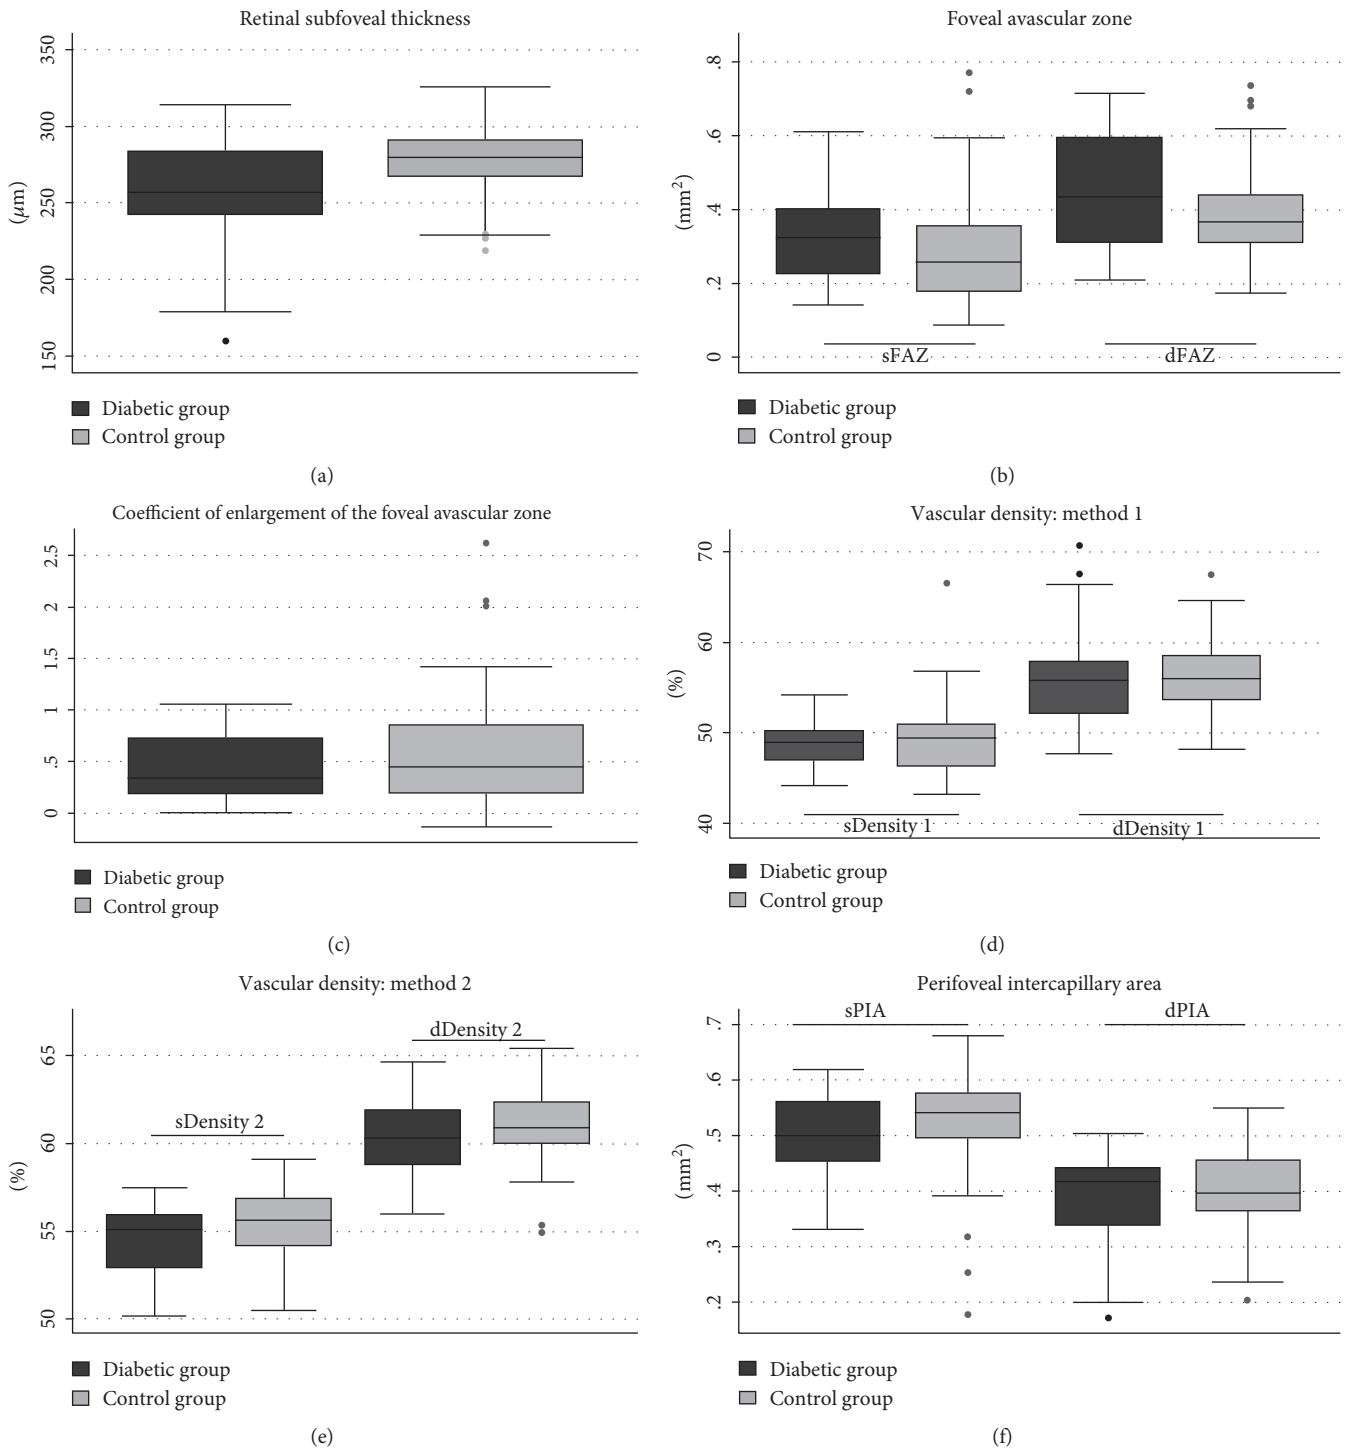 Retinal subfoveal thickness
350
300
250
200
150
(μm)
Diabetic group
Control group
(a)
Foveal avascular zone
.8
.6
.4
.2
0
(mm²)
sFAZ
dFAZ
Diabetic group
Control group
(b)
Coefficient of enlargement of the foveal avascular zone
2.5
2
1.5
1
.5
0
Diabetic group
Control group
(c)
Vascular density: method 1
70
60
50
40
(%)
sDensity 1
dDensity 1
Diabetic group
Control group
(d)
Vascular density: method 2
65
60
55
50
(%)
dDensity 2
sDensity 2
Diabetic group
Control group
(e)
Perifoveal intercapillary area
sPIA
dPIA
.7
.6
.5
.4
.3
.2
(mm²)
Diabetic group
Control group
(f)